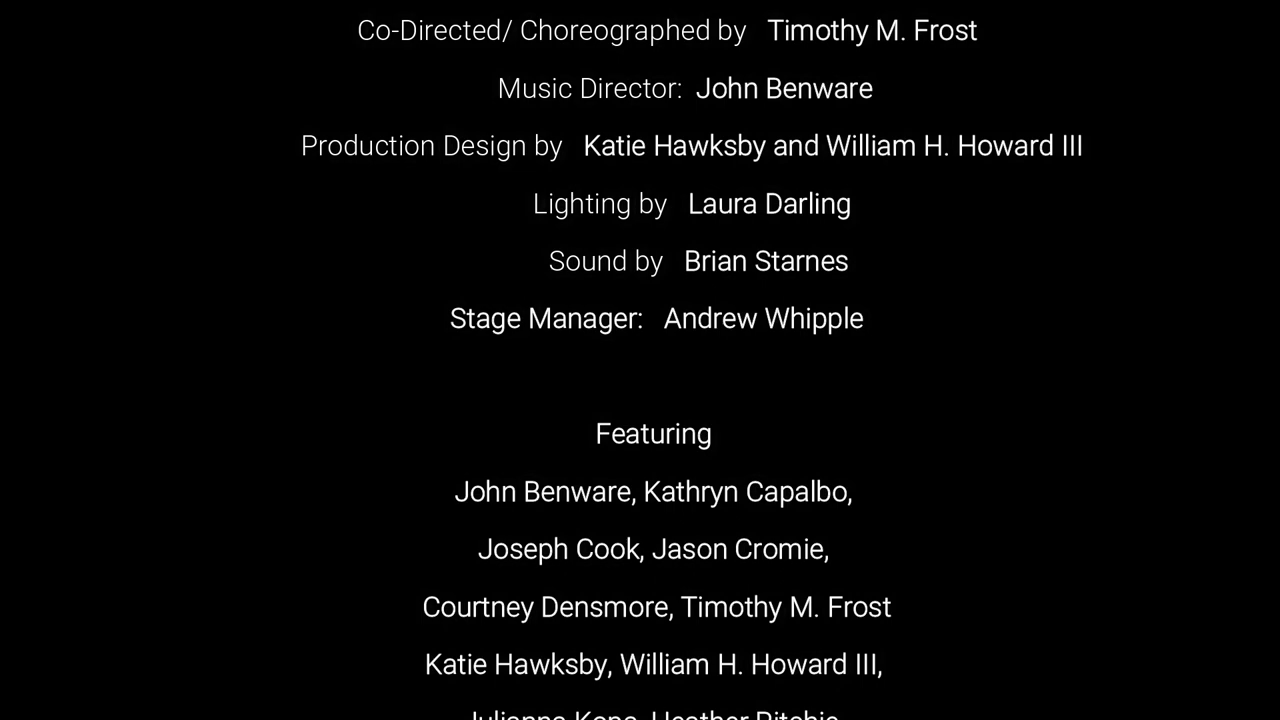 Co-Directed/ Choreographed by Timothy M. Frost
Music Director: John Benware
Production Design by Katie Hawksby and William H. Howard III
Lighting by Laura Darling
Sound by Brian Starnes
Stage Manager: Andrew Whipple
Featuring
John Benware, Kathryn Capalbo,
Joseph Cook, Jason Cromie,
Courtney Densmore, Timothy M. Frost
Katie Hawksby, William H. Howard III,
Heather Ritchie